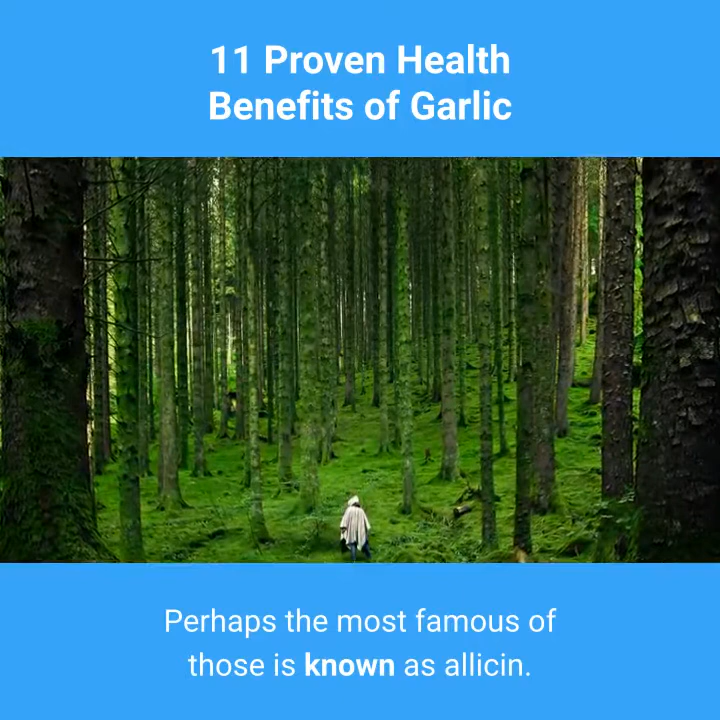 11 Proven Health
Benefits of Garlic
Perhaps the most famous of
those is known as allicin.